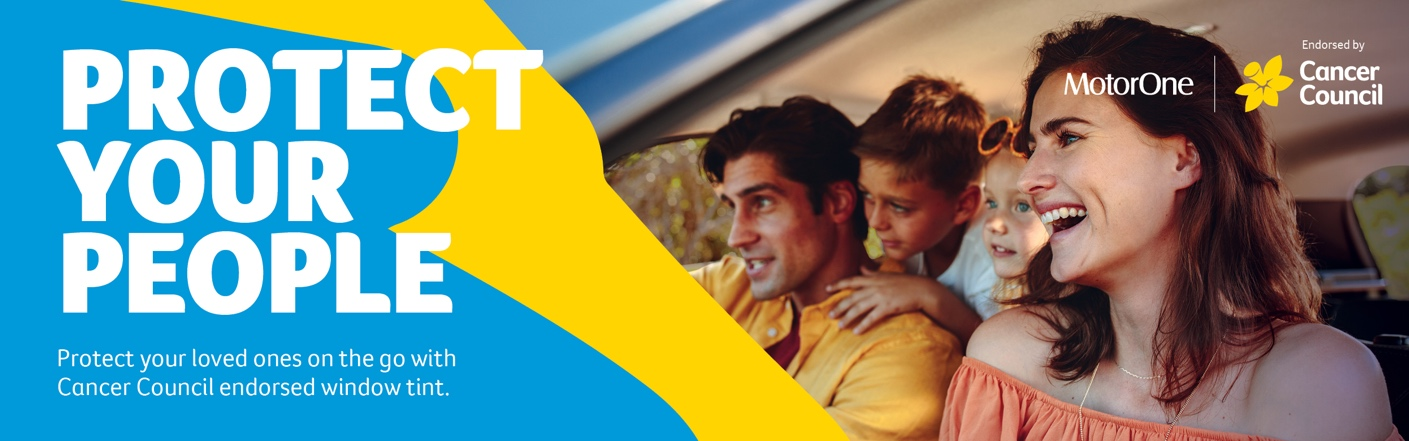 PROTECT
YOUR
PEOPLE
Protect your loved ones on the go with
Cancer Council endorsed window tint.
MotorOne
Endorsed by
Cancer
Council